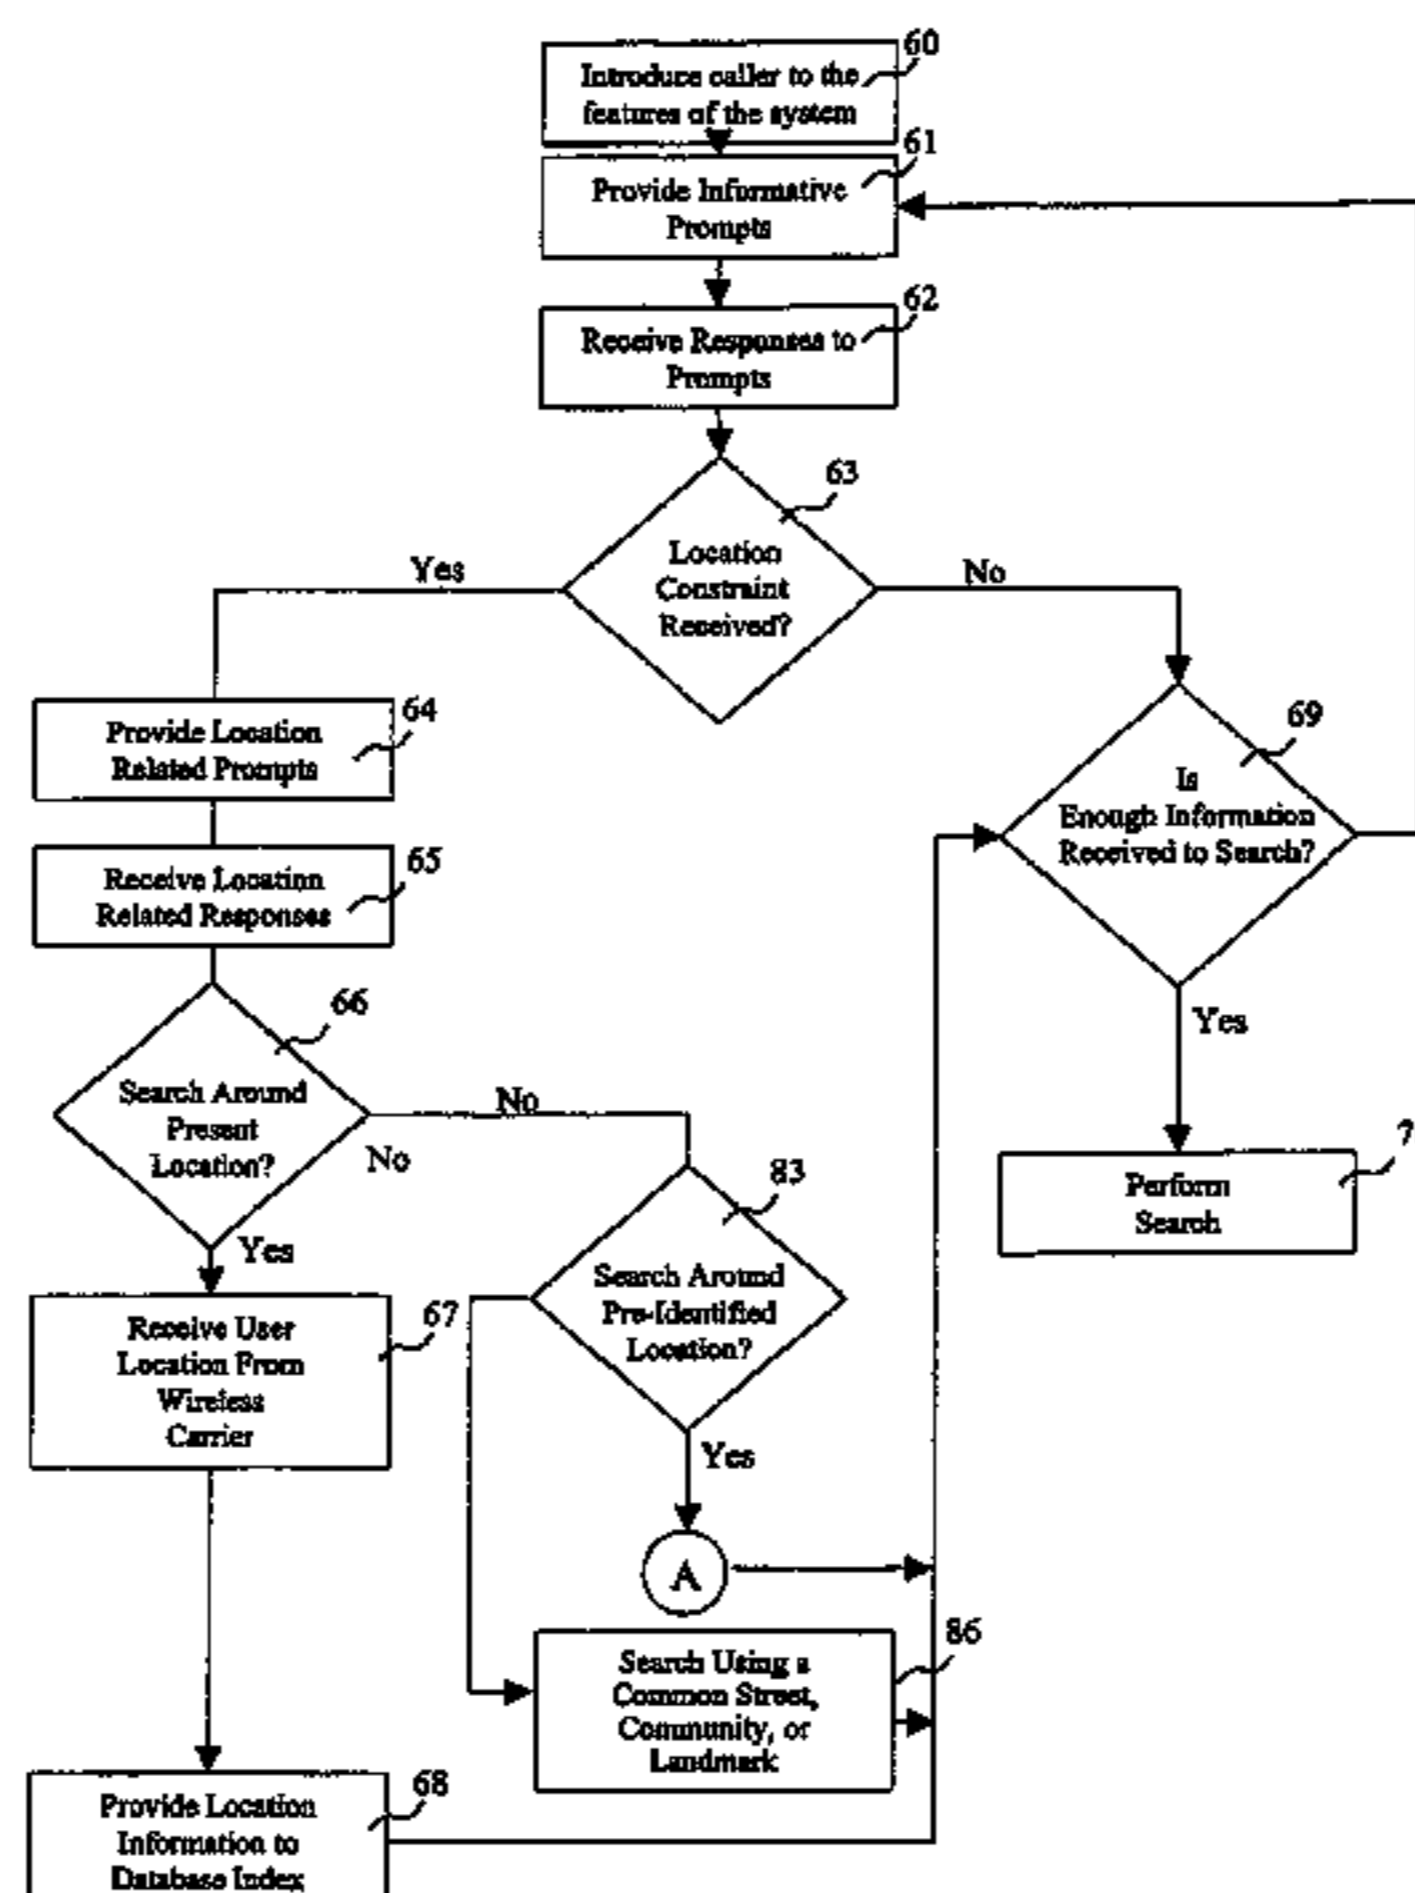 60
Introduce caller to the
features of the system
61
Provide Informative
Prompts
62
Receive Responses to
Prompts
63
Location
Constraint
Received?
Yes
No
64
Provide Location
Related Prompts
69
Is
Enough Information
Received to Search?
65
Receive Location
Related Responses
66
Search Around
Present
Location?
No
No
Yes
Yes
7
Perform
Search
83
Search Around
Pre-Identified
Location?
67
Receive User
Location From
Wireless
Carrier
Yes
A
86
Search Using a
Common Street,
Community, or
Landmark
68
Provide Location
Information to
Database Index